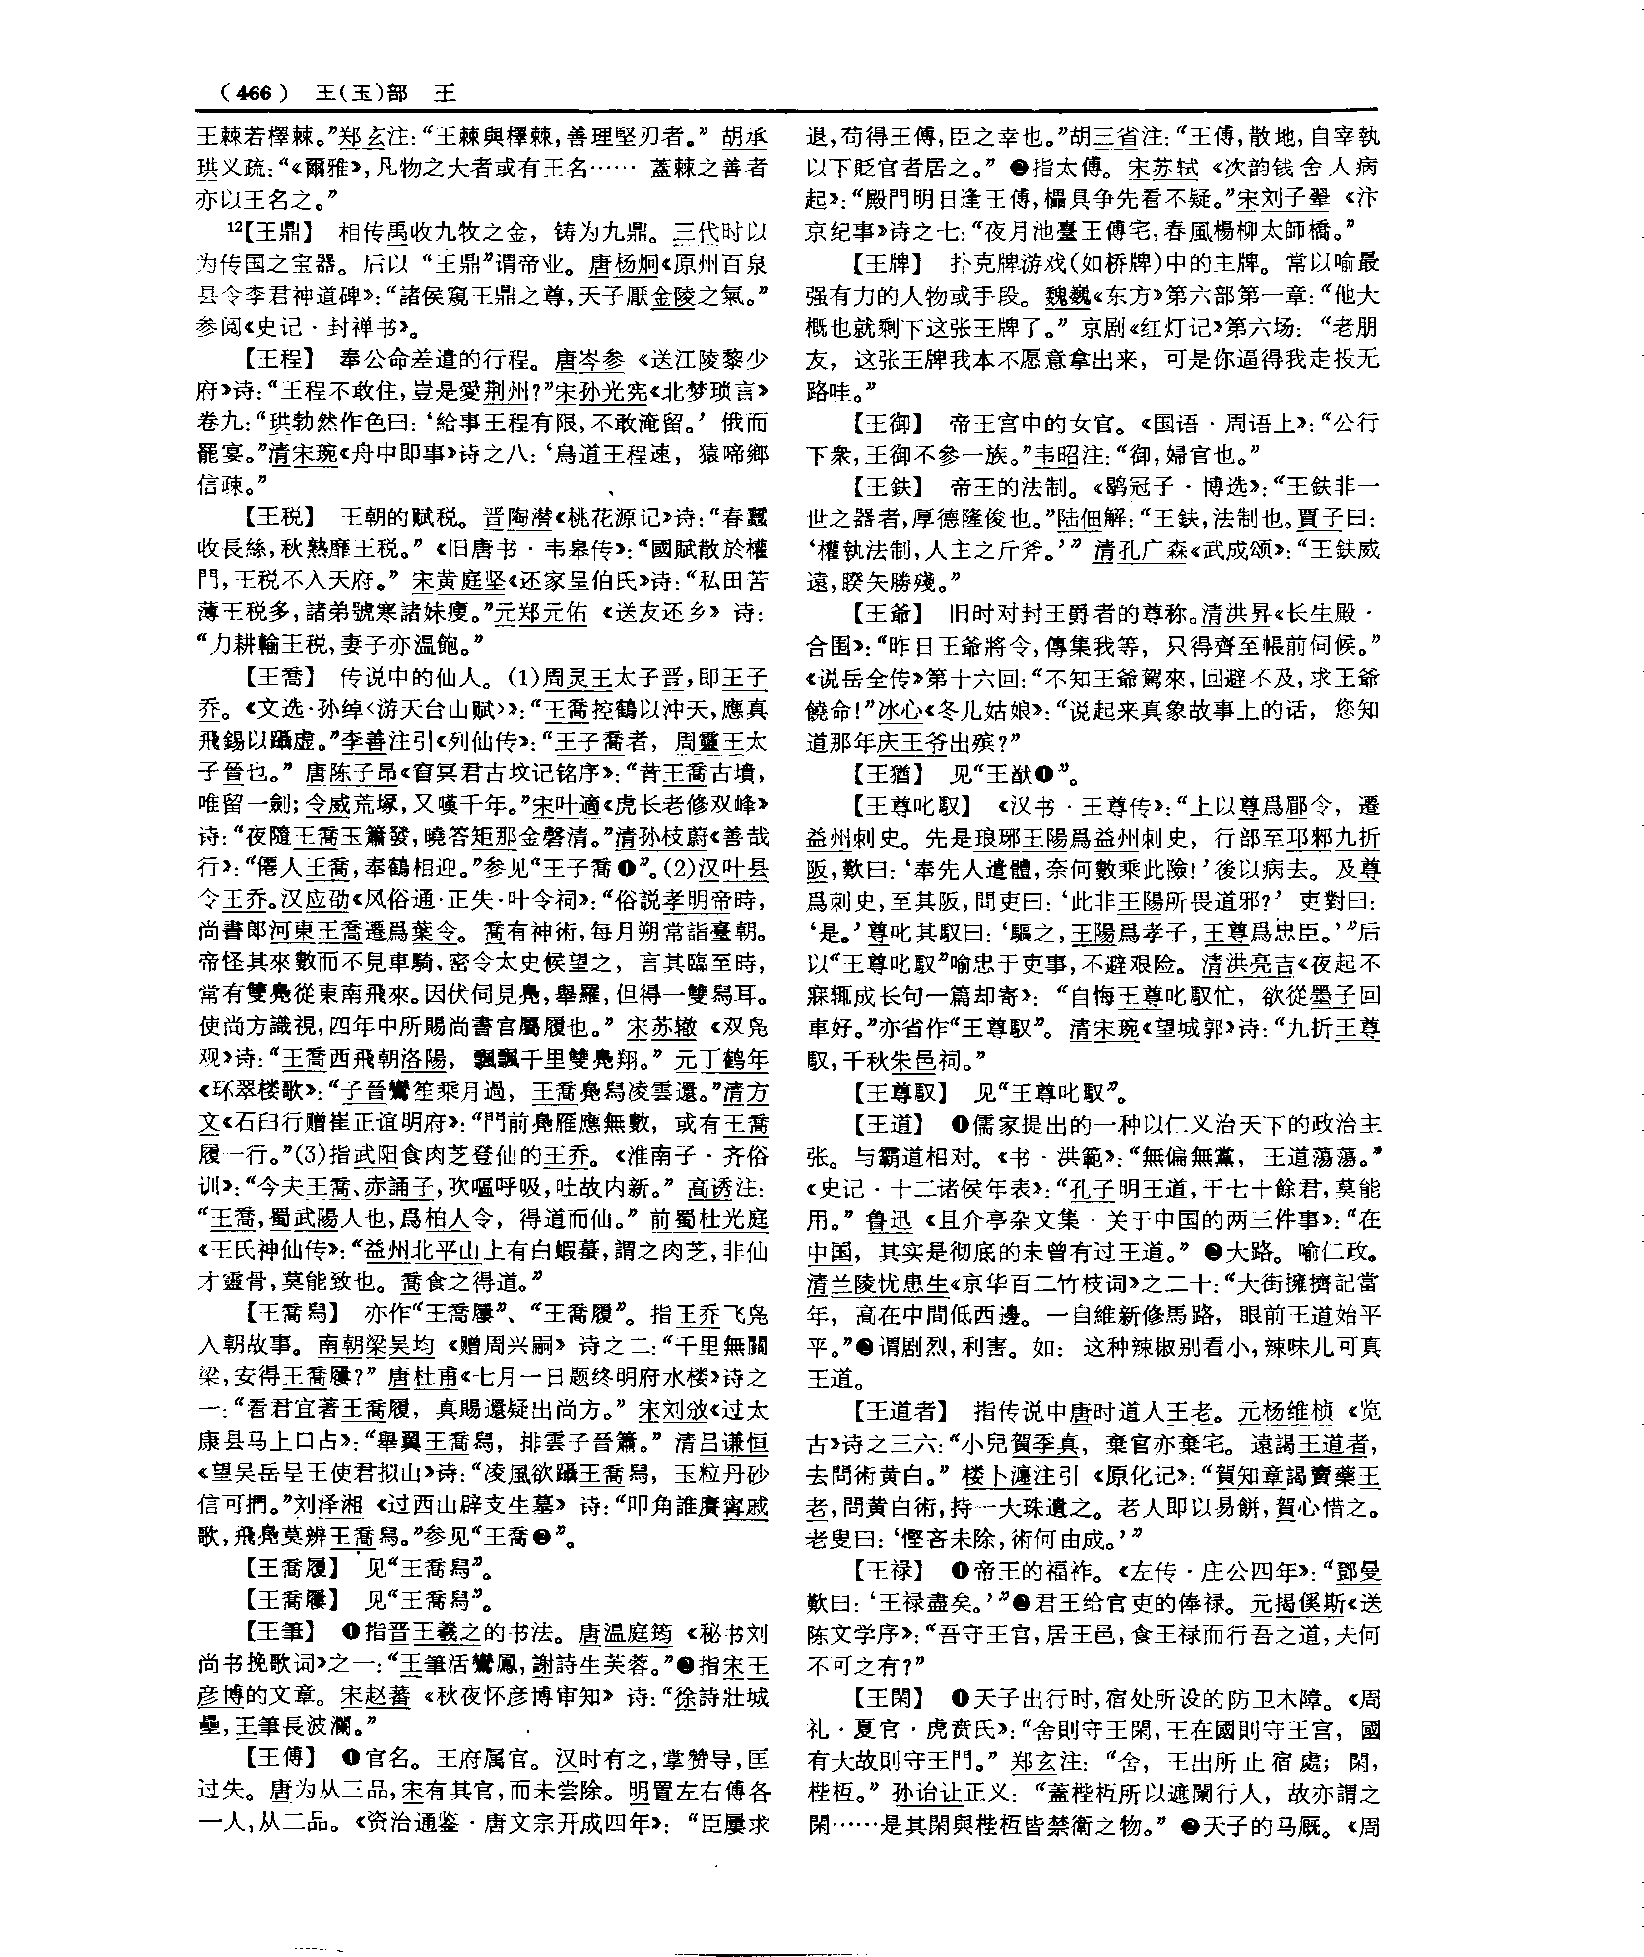 （466） 王(玉)部 王
王棘若檡棘。”郑玄注：“王棘與檡棘，善理堅刃者。” 胡承
珙义疏：“《爾雅》，凡物之大者或有王名…… 蓋棘之善者
亦以王名之。”
12【王鼎】 相传禹收九牧之金，铸为九鼎。三代时以
为传国之宝器。后以“王鼎”谓帝业。唐杨炯《原州百泉
县令李君神道碑》：“諸侯窺王鼎之尊，天子厭金陵之氣。”
参阅《史记·封禅书》。
【王程】 奉公命差遣的行程。唐岑参《送江陵黎少
府》诗：“王程不敢住，豈是愛荆州？”宋孙光宪《北梦琐言》
卷九：“珙勃然作色曰：‘給事王程有限，不敢淹留。’俄而
罷宴。”清宋琬《舟中即事》诗之八：‘鳥道王程速，猿啼鄉
信疎。”
【王税】 王朝的赋税。晋陶潜《桃花源记》诗：“春蠶
收長絲，秋熟靡王税。”《旧唐书·韦皋传》：“國賦散於權
門，王税不入天府。” 宋黄庭坚《还家呈伯氏》诗：“私田苦
薄王税多，諸弟號寒諸妹瘦。”元郑元佑《送友还乡》诗：
“力耕輸王税，妻子亦温飽。”
【王喬】 传说中的仙人。(1)周灵王太子晋，即王子
乔。《文选·孙绰〈游天台山赋〉》：“王喬控鶴以沖天，應真
飛錫以躡虚。”李善注引《列仙传》：“王子喬者，周靈王太
子晉也。”唐陈子昂《窅冥君古坟记铭序》：“昔王喬古墳，
唯留一劍；令威荒塚，又嘆千年。”宋叶適《虎长老修双峰》
诗：“夜隨王喬玉簫發，曉答矩那金磬清。”清孙枝蔚《善哉
行》：“僊人王喬，奉鶴相迎。”参见“王子喬❶”。(2)汉叶县
令王乔。汉应劭《风俗通·正失·叶令祠》：“俗説孝明帝時，
尚書郎河東王喬遷爲葉令。喬有神術，每月朔常詣臺朝。
帝怪其來數而不見車騎，密令太史候望之，言其臨至時，
常有雙鳧從東南飛來。因伏伺見鳧，舉羅，但得一雙舄耳。
使尚方識視，四年中所賜尚書官屬履也。” 宋苏辙《双凫
观》诗：“王喬西飛朝洛陽，飄飄千里雙鳧翔。”元丁鹤年
《环翠楼歌》：“子晉鸞笙乘月過，王喬鳧舄凌雲還。”清方
文《石臼行赠崔正谊明府》：“門前鳧雁應無數，或有王喬
履一行。”(3)指武阳食肉芝登仙的王乔。《淮南子·齐俗
训》：“今夫王喬、赤誦子，吹嘔呼吸，吐故内新。”高诱注：
“王喬，蜀武陽人也，爲柏人令，得道而仙。”前蜀杜光庭
《王氏神仙传》：“益州北平山上有白蝦蟇，謂之肉芝，非仙
才靈骨，莫能致也。喬食之得道。”
【王喬舄】 亦作“王喬屨”、“王喬履”。指王乔飞凫
入朝故事。南朝梁吴均《赠周兴嗣》诗之二：“千里無關
梁，安得王喬屨？”唐杜甫《七月一日题终明府水楼》诗之
一：“看君宜著王喬履，真賜還疑出尚方。”宋刘攽《过太
康县马上口占》：“舉翼王喬舄，排雲子晉簫。”清吕谦恒
《望吴岳呈王使君拟山》诗：“凌風欲躡王喬舄，玉粒丹砂
信可捫。”刘泽湘《过西山辟支生墓》诗：“叩角誰賡甯戚
歌，飛鳧莫辨王喬舄。”参见“王喬❷”。
【王喬履】 见“王喬舄”。
【王喬屨】 见“王喬舄”。
【王筆】 ❶指晋王羲之的书法。唐温庭筠《秘书刘
尚书挽歌词》之一：“王筆活鸞鳳，謝詩生芙蓉。”❷指宋王
彦博的文章。宋赵蕃《秋夜怀彦博审知》诗：“徐詩壯城
壘，王筆長波瀾。”
【王傅】 ❶官名。王府属官。汉时有之，掌赞导，匡
过失。唐为从三品，宋有其官，而未尝除。明置左右傅各
一人，从二品。《资治通鉴·唐文宗开成四年》：“臣屢求
退，苟得王傅，臣之幸也。”胡三省注：“王傅，散地，自宰執
以下貶官者居之。” ❷指太傅。宋苏轼《次韵钱舍人病
起》：“殿門明日逢王傅，櫑具争先看不疑。”宋刘子翚《汴
京纪事》诗之七：“夜月池臺王傅宅，春風楊柳太師橋。”
【王牌】 扑克牌游戏(如桥牌)中的主牌。常以喻最
强有力的人物或手段。魏巍《东方》第六部第一章：“他大
概也就剩下这张王牌了。”京剧《红灯记》第六场：“老朋
友，这张王牌我本不愿意拿出来，可是你逼得我走投无
路哇。”
【王御】 帝王宫中的女官。《国语·周语上》：“公行
下衆，王御不參一族。”韦昭注：“御，婦官也。”
【王鈇】 帝王的法制。《鹖冠子·博选》：“王鈇非一
世之器者，厚德隆俊也。”陆佃解：“王鈇，法制也。賈子曰：
‘權執法制，人主之斤斧。’” 清孔广森《武成颂》：“王鈇威
遠，睽矢勝殘。”
【王爺】 旧时对封王爵者的尊称。清洪昇《长生殿·
合围》：“昨日王爺將令，傳集我等，只得齊至帳前伺候。”
《说岳全传》第十六回：“不知王爺駕來，回避不及，求王爺
饒命！”冰心《冬儿姑娘》：“说起来真象故事上的话，您知
道那年庆王爷出殡？”
【王猶】 见“王猷❶”。
【王尊叱馭】 《汉书·王尊传》：“上以尊爲郿令，遷
益州刺史。先是琅邪王陽爲益州刺史，行部至邛郲九折
阪，歎曰：‘奉先人遺體，奈何數乘此險！’後以病去。及尊
爲刺史，至其阪，問吏曰：‘此非王陽所畏道邪？’吏對曰：
‘是。’尊叱其馭曰：‘驅之，王陽爲孝子，王尊爲忠臣。’”后
以“王尊叱馭”喻忠于吏事，不避艰险。清洪亮吉《夜起不
寐辄成长句一篇却寄》：“自悔王尊叱馭忙，欲從墨子回
車好。”亦省作“王尊馭”。清宋琬《望城郭》诗：“九折王尊
馭，千秋朱邑祠。”
【王尊馭】 见“王尊叱馭”。
【王道】 ❶儒家提出的一种以仁义治天下的政治主
张。与霸道相对。《书·洪範》：“無偏無黨，王道蕩蕩。”
《史记·十二诸侯年表》：“孔子明王道，干七十餘君，莫能
用。”鲁迅《且介亭杂文集·关于中国的两三件事》：“在
中国，其实是彻底的未曾有过王道。” ❷大路。喻仁政。
清兰陵忧患生《京华百二竹枝词》之二十：“大街擁擠記當
年，高在中間低西邊。一自維新修馬路，眼前王道始平
平。”❸谓剧烈，利害。如：这种辣椒别看小，辣味儿可真
王道。
【王道者】 指传说中唐时道人王老。元杨维桢《览
古》诗之三六：“小兒賀季真，棄官亦棄宅。遠謁王道者，
去問術黄白。”楼卜瀍注引《原化记》：“賀知章謁賣藥王
老，問黄白術，持一大珠遺之。老人即以易餅，賀心惜之。
老叟曰：‘慳吝未除，術何由成。’”
【王禄】 ❶帝王的福祚。《左传·庄公四年》：“鄧曼
歎曰：‘王禄盡矣。’”❷君王给官吏的俸禄。元揭傒斯《送
陈文学序》：“吾守王官，居王邑，食王禄而行吾之道，夫何
不可之有？”
【王閑】 ❶天子出行时，宿处所设的防卫木障。《周
礼·夏官·虎贲氏》：“舍則守王閑，王在國則守王宫，國
有大故則守王門。”郑玄注：“舍，王出所止宿處；閑，
梐枑。”孙诒让正义：“蓋梐枑所以遮闌行人，故亦謂之
閑……是其閑與梐枑皆禁衛之物。” ❷天子的马厩。《周